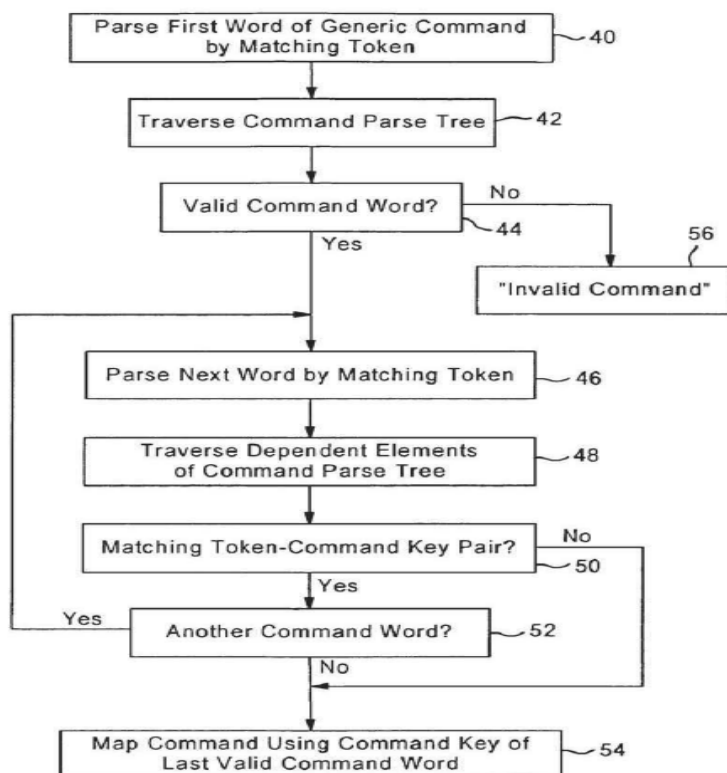 Parse First Word of Generic Command
by Matching Token
40
Traverse Command Parse Tree
42
Valid Command Word?
No
44
Yes
56
"Invalid Command"
Parse Next Word by Matching Token
46
Traverse Dependent Elements
of Command Parse Tree
48
Matching Token-Command Key Pair?
No
50
Yes
Yes
Another Command Word?
52
No
Map Command Using Command Key of
Last Valid Command Word
54